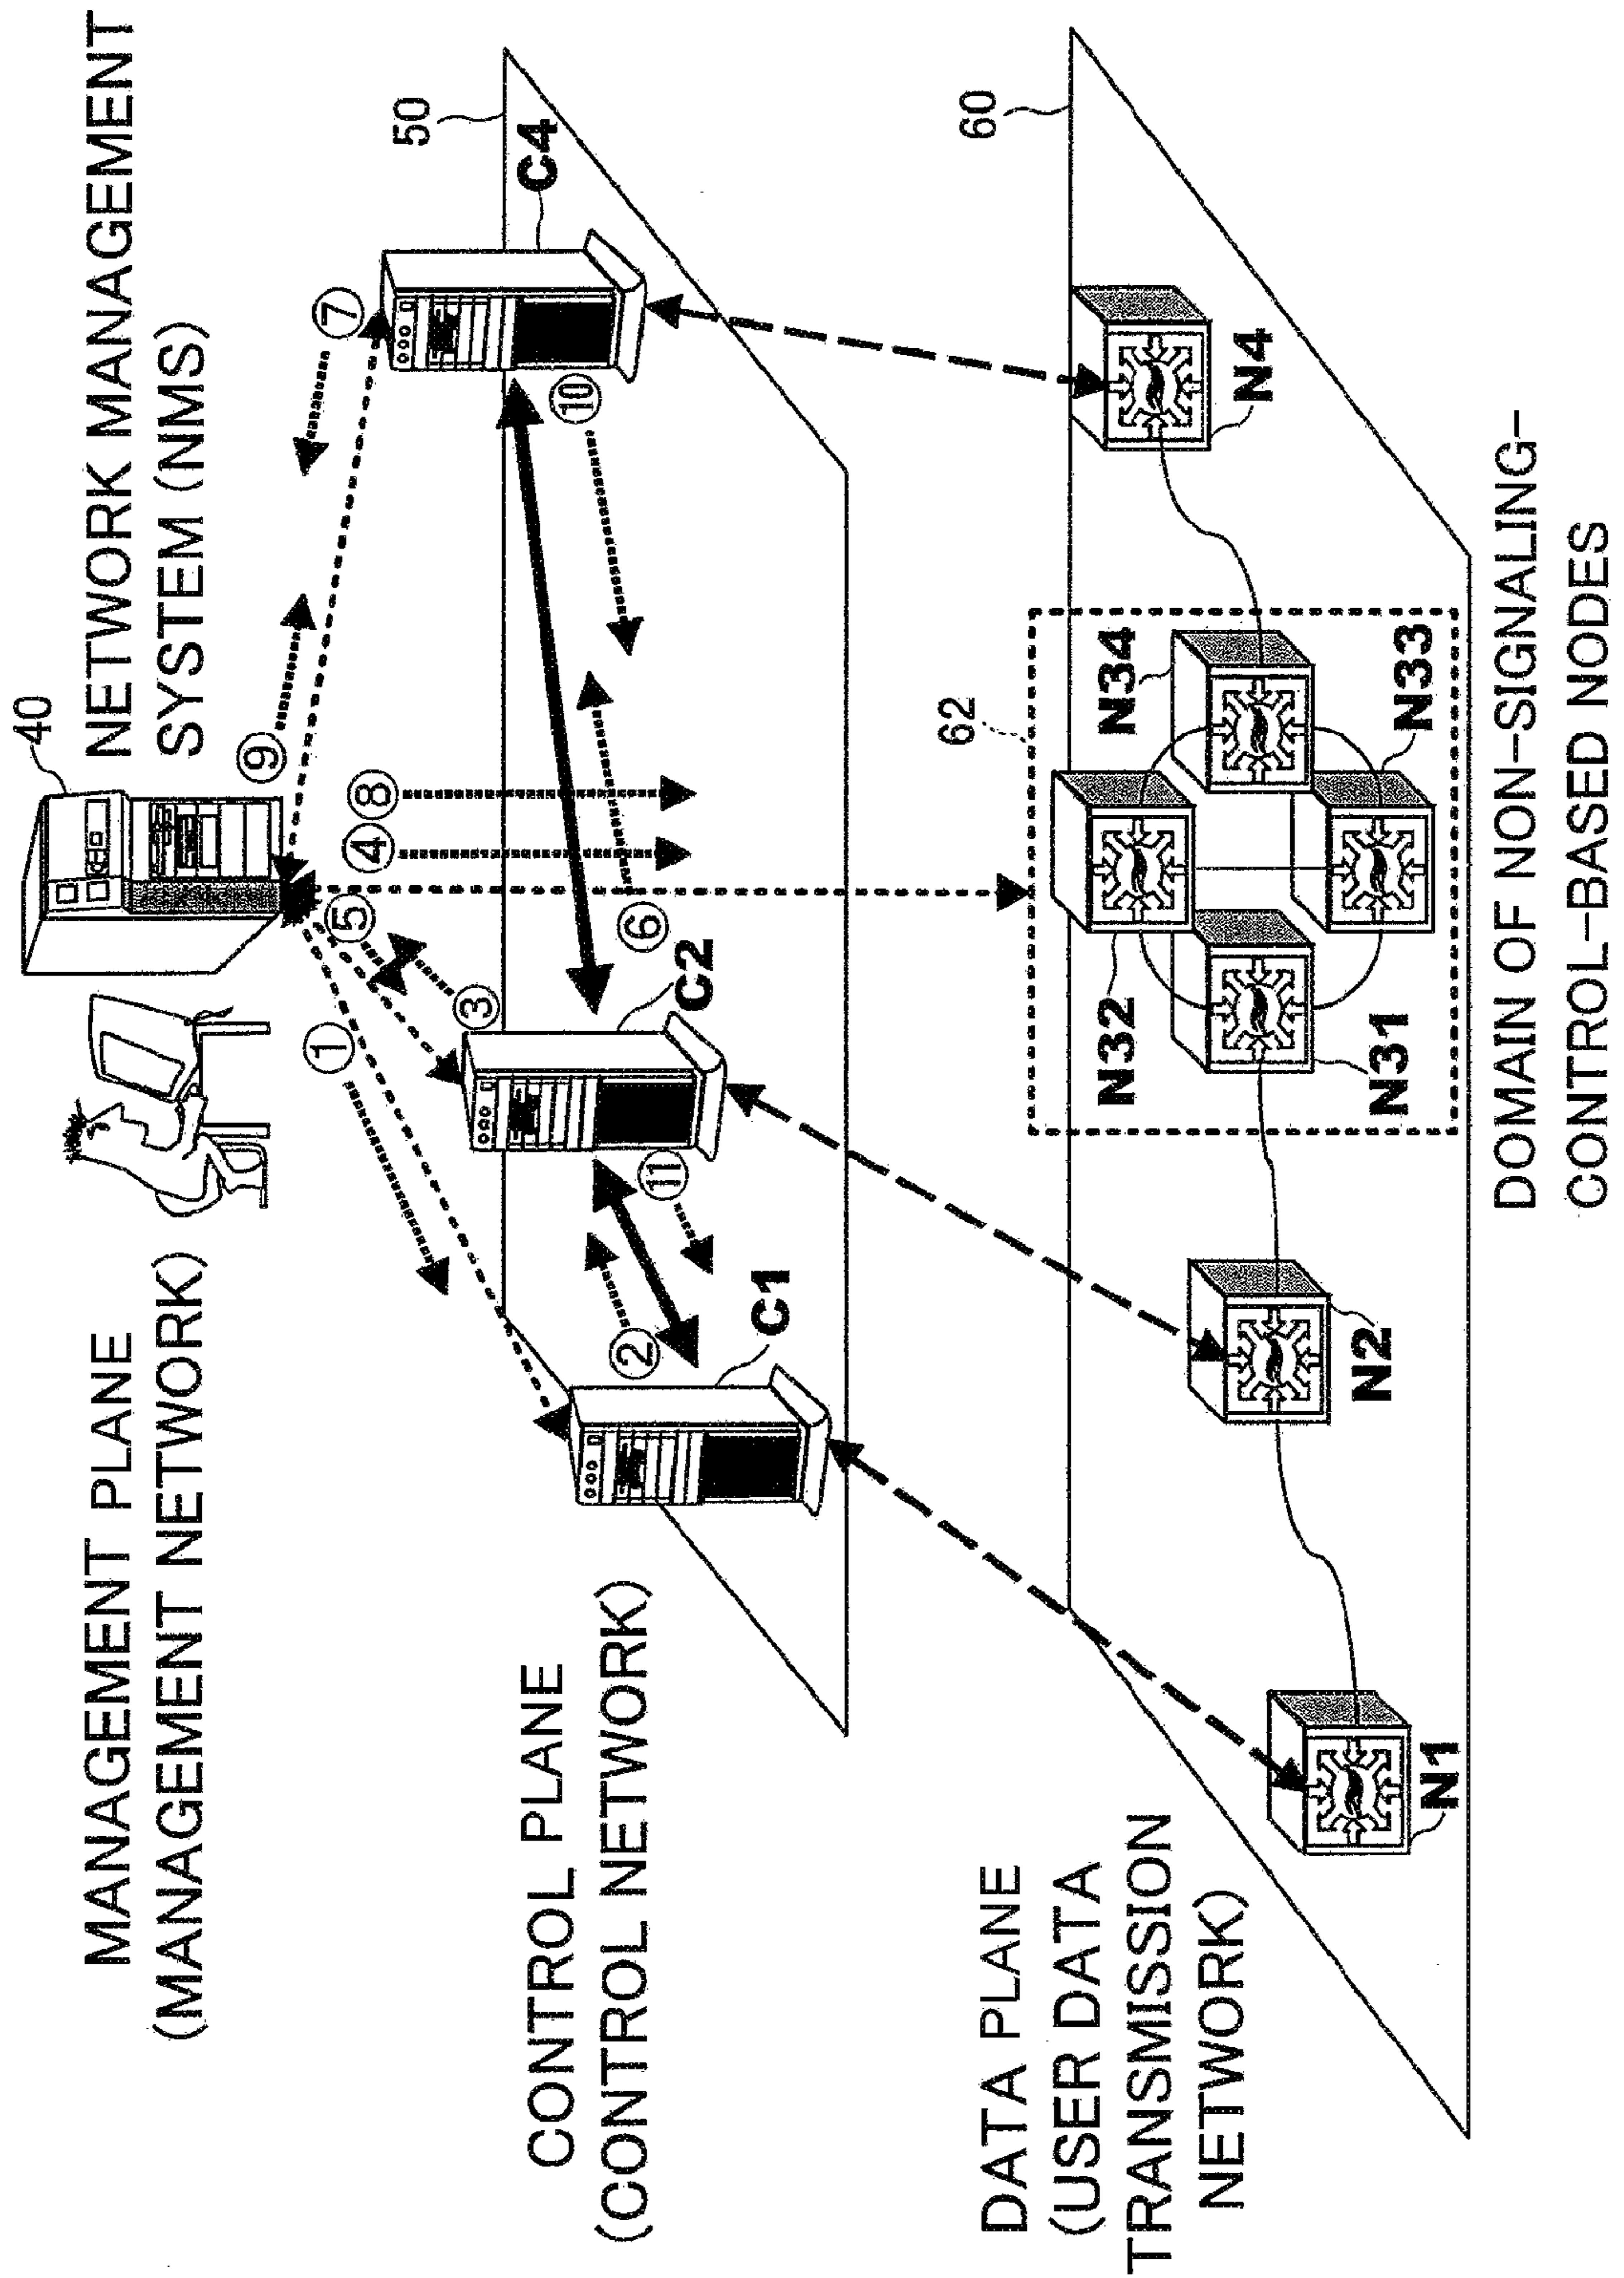 MANAGEMENT PLANE
(MANAGEMENT NETWORK)
40
NETWORK MANAGEMENT
SYSTEM (NMS)
①
⑤
③
④
⑧
⑨
⑦
CONTROL PLANE
(CONTROL NETWORK)
50
C1
②
⑪
C2
⑥
⑩
C4
DATA PLANE
(USER DATA
TRANSMISSION
NETWORK)
60
62
N1
N2
N32
N31
N34
N33
N4
DOMAIN OF NON-SIGNALING-
CONTROL-BASED NODES